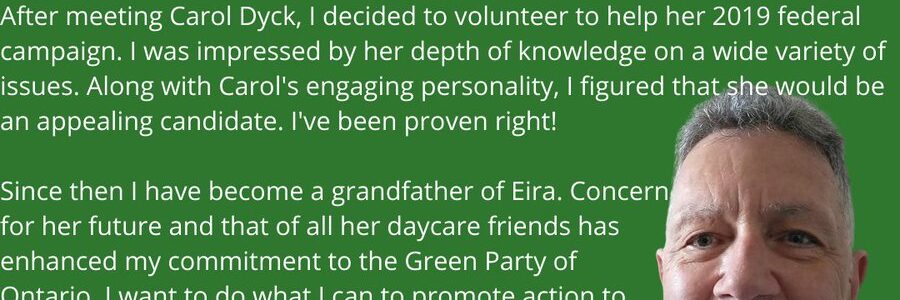 After meeting Carol Dyck, I decided to volunteer to help her 2019 federal
campaign. I was impressed by her depth of knowledge on a wide variety of
issues. Along with Carol's engaging personality, I figured that she would be
an appealing candidate. I've been proven right!
Since then I have become a grandfather of Eira. Concern
for her future and that of all her daycare friends has
enhanced my commitment to the Green Party of
Ontario. I want to do what I can to promote action to